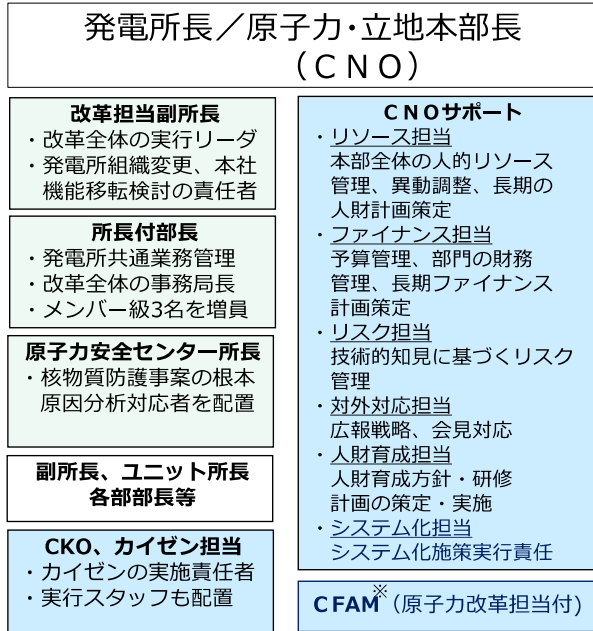 発電所長／原子力・立地本部長
（ＣＮＯ）
改革担当副所長
・改革全体の実行リーダ
・発電所組織変更、本社
機能移転検討の責任者
所長付部長
・発電所共通業務管理
・改革全体の事務局長
・メンバー級3名を増員
原子力安全センター所長
・核物質防護事案の根本
原因分析対応者を配置
副所長、ユニット所長
各部部長等
CKO、カイゼン担当
・カイゼンの実施責任者
・実行スタッフも配置
ＣＮＯサポート
・リソース担当
本部全体の人的リソース
管理、異動調整、長期の
人財計画策定
・ファイナンス担当
予算管理、部門の財務
管理、長期ファイナンス
計画策定
・リスク担当
技術的知見に基づくリスク
管理
・対外対応担当
広報戦略、会見対応
・人財育成担当
人財育成方針・研修
計画の策定・実施
・システム化担当
システム化施策実行責任
ＣFAM※（原子力改革担当付）